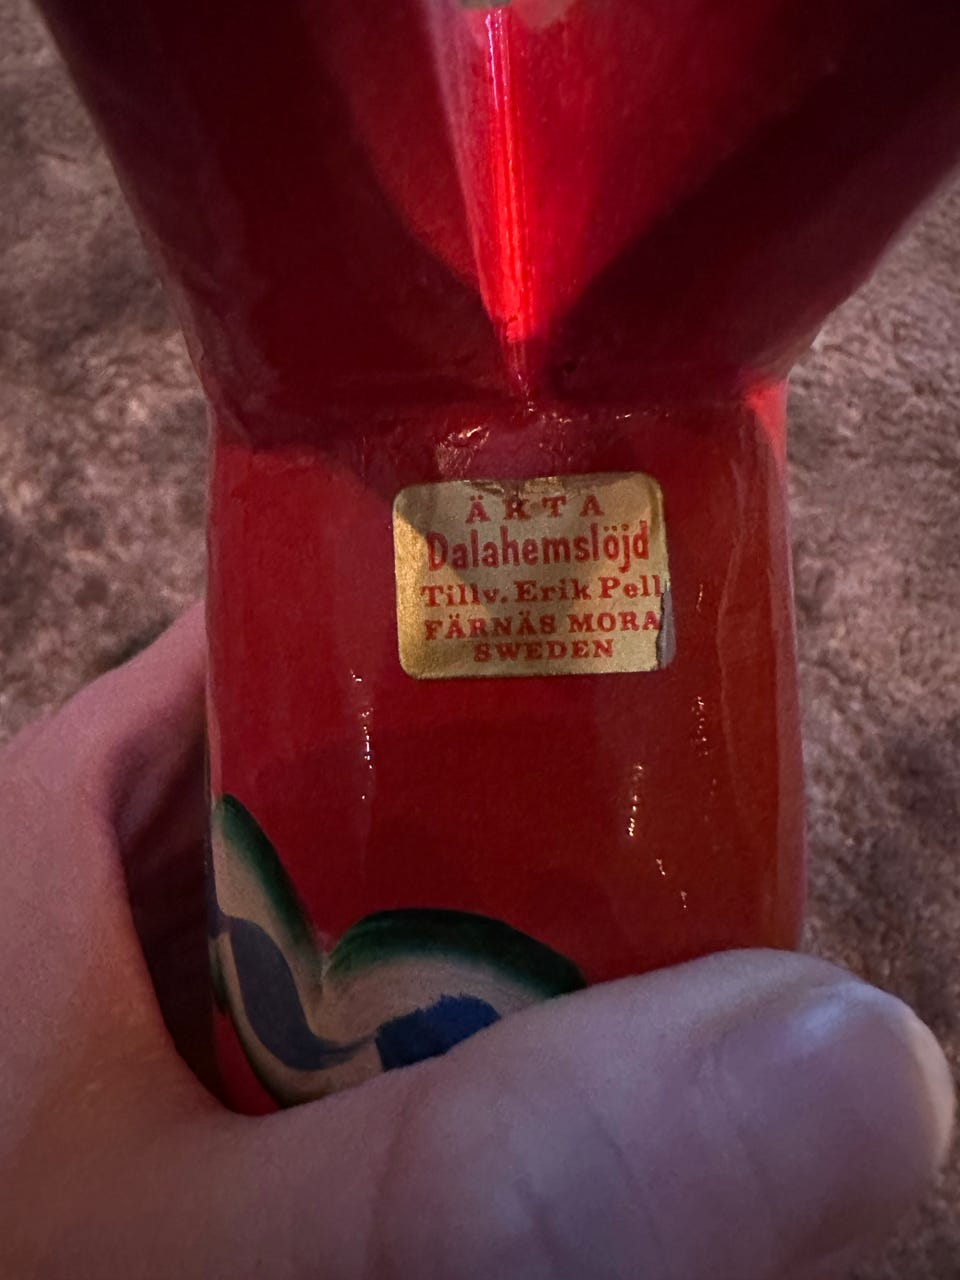 ÄKTA
Dalahemslöjd
Tillv. Erik Pell
FÄRNÄS MORA
SWEDEN